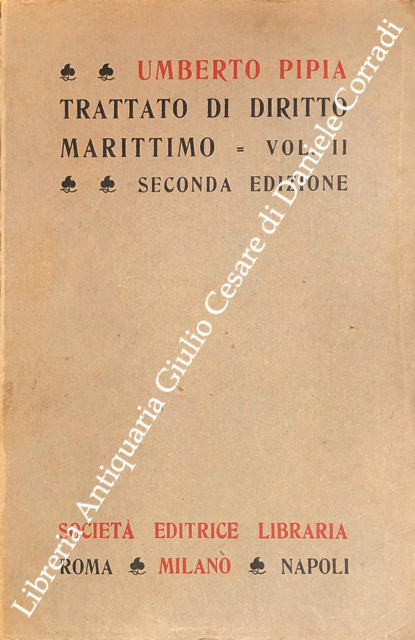 UMBERTO PIPIA
TRATTATO DI DIRITTO
MARITTIMO = VOL. II
SECONDA EDIZIONE
SOCIETÀ EDITRICE LIBRARIA
ROMA MILANO NAPOLI
Libreria Antiquaria Giulio Cesare di Daniele Corradi